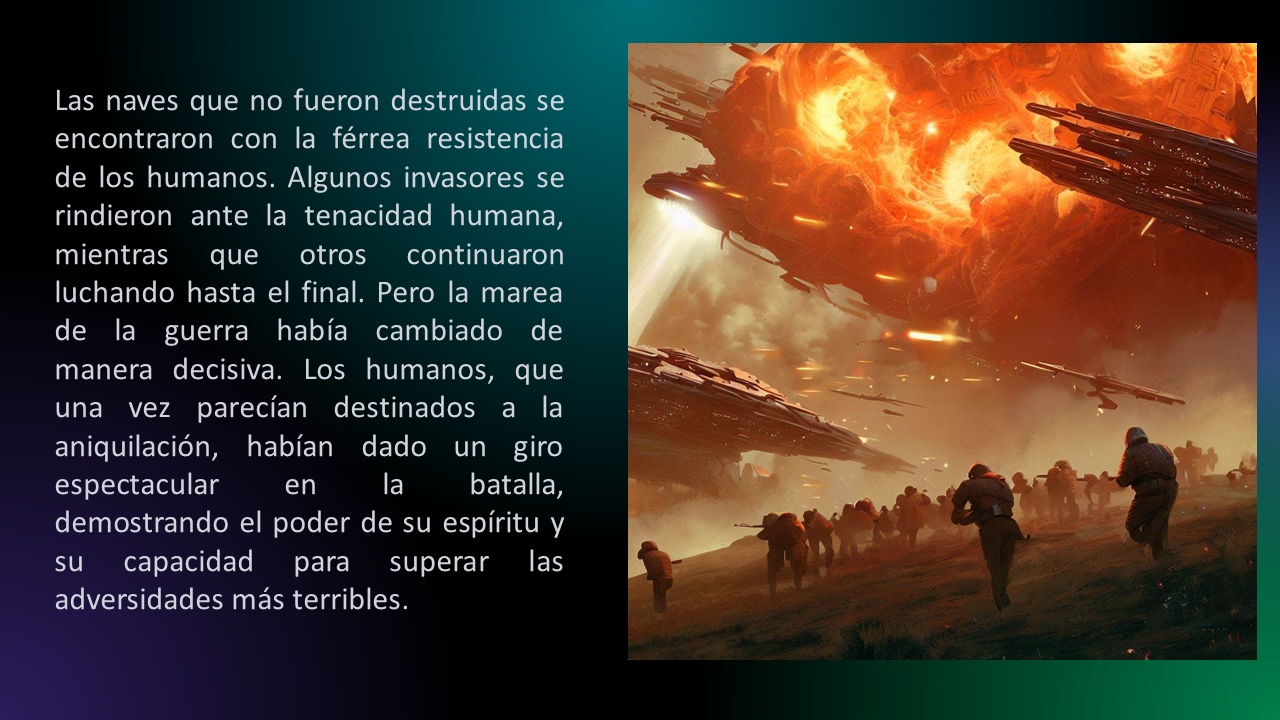 Las naves que no fueron destruidas se
encontraron con la férrea resistencia
de los humanos. Algunos invasores se
rindieron ante la tenacidad humana,
mientras que otros continuaron
luchando hasta el final. Pero la marea
de la guerra había cambiado de
manera decisiva. Los humanos, que
una vez parecían destinados a la
aniquilación, habían dado un giro
espectacular en la batalla,
demostrando el poder de su espíritu y
su capacidad para superar las
adversidades más terribles.